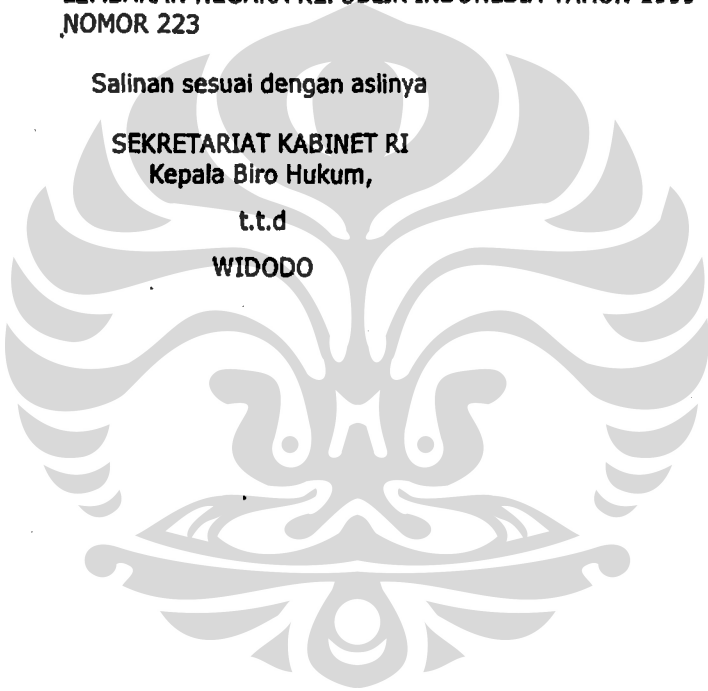 NOMOR 223
Salinan sesuai dengan aslinya
SEKRETARIAT KABINET RI
Kepala Biro Hukum,
t.t.d
WIDODO